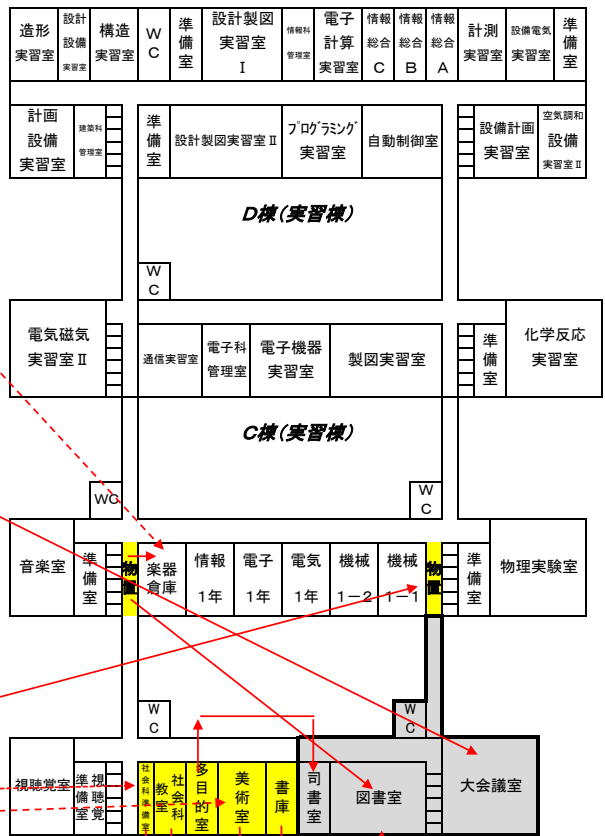 造形
実習室
設計
設備
実習室
構造
実習室
WC
準備室
設計製図
実習室
Ⅰ
情報科
管理室
電子
計算
実習室
情報
総合
C
情報
総合
B
情報
総合
A
計測
実習室
設備電気
実習室
準備室
計画
設備
実習室
建築科
管理室
準備室
設計製図実習室Ⅱ
プログラミング
実習室
自動制御室
設備計画
実習室
空気調和
設備
実習室Ⅱ
D棟(実習棟)
WC
電気磁気
実習室Ⅱ
通信実習室
電子科
管理室
電子機器
実習室
製図実習室
準備室
化学反応
実習室
C棟(実習棟)
WC
WC
音楽室
準備室
物置
楽器
倉庫
情報
1年
電子
1年
電気
1年
機械
1-2
機械
1-1
物置
準備室
物理実験室
WC
WC
視聴覚室
視聴覚
準備室
社会科準備室
社会科
教室
多目的室
美術室
書庫
司書室
図書室
大会議室